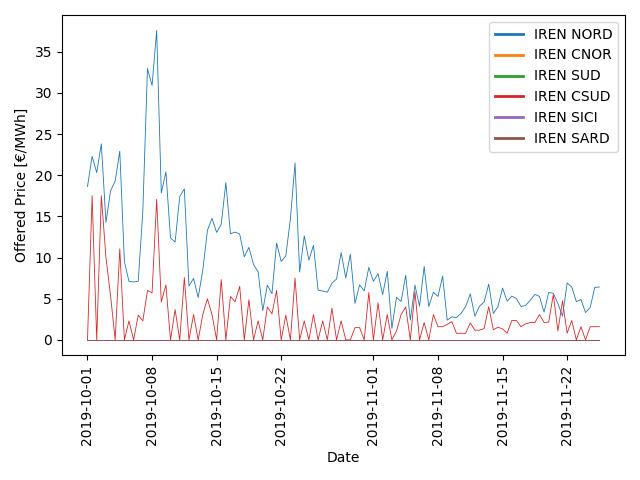 IREN NORD
IREN CNOR
IREN SUD
IREN CSUD
IREN SICI
IREN SARD
Offered Price [€/MWh]
35
30
25
20
15
10
5
0
2019-10-01
2019-10-08
2019-10-15
2019-10-22
2019-11-01
2019-11-08
2019-11-15
2019-11-22
Date